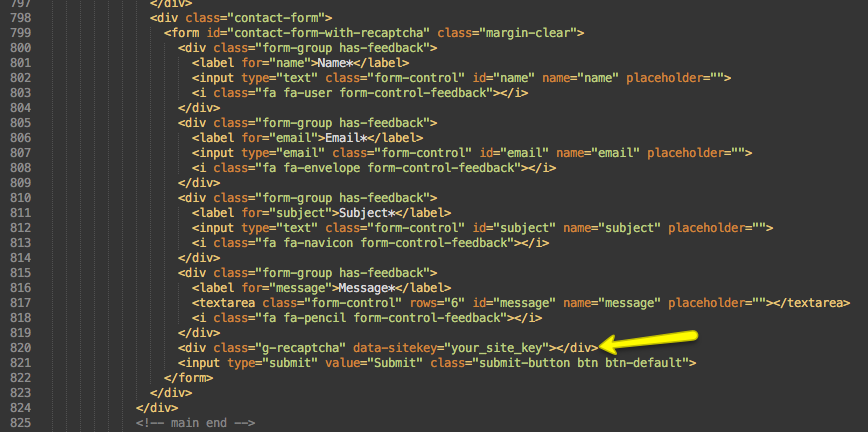 797 </div>
798 <div class="contact-form">
799 <form id="contact-form-with-recaptcha" class="margin-clear">
800 <div class="form-group has-feedback">
801 <label for="name">Name*</label>
802 <input type="text" class="form-control" id="name" name="name" placeholder="">
803 <i class="fa fa-user form-control-feedback"></i>
804 </div>
805 <div class="form-group has-feedback">
806 <label for="email">Email*</label>
807 <input type="email" class="form-control" id="email" name="email" placeholder="">
808 <i class="fa fa-envelope form-control-feedback"></i>
809 </div>
810 <div class="form-group has-feedback">
811 <label for="subject">Subject*</label>
812 <input type="text" class="form-control" id="subject" name="subject" placeholder="">
813 <i class="fa fa-navicon form-control-feedback"></i>
814 </div>
815 <div class="form-group has-feedback">
816 <label for="message">Message*</label>
817 <textarea class="form-control" rows="6" id="message" name="message" placeholder=""></textarea>
818 <i class="fa fa-pencil form-control-feedback"></i>
819 </div>
820 <div class="g-recaptcha" data-sitekey="your_site_key"></div>
821 <input type="submit" value="Submit" class="submit-button btn btn-default">
822 </form>
823 </div>
824 </div>
825 <!-- main end -->